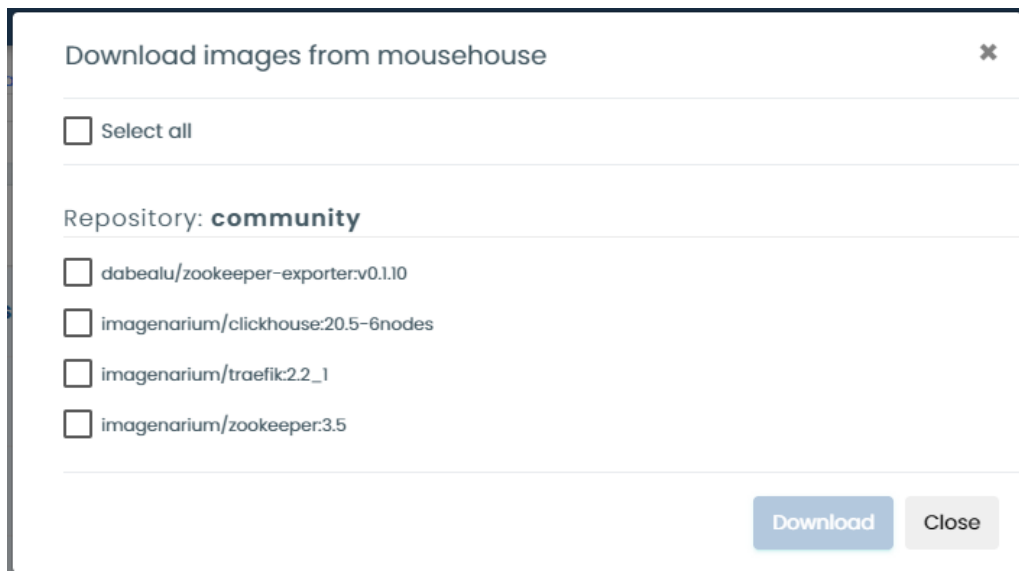 Download images from mousehouse
Select all
Repository: community
dabealu/zookeeper-exporter:v0.1.10
imagenarium/clickhouse:20.5-6nodes
imagenarium/traefik:2.2_1
imagenarium/zookeeper:3.5
Download Close